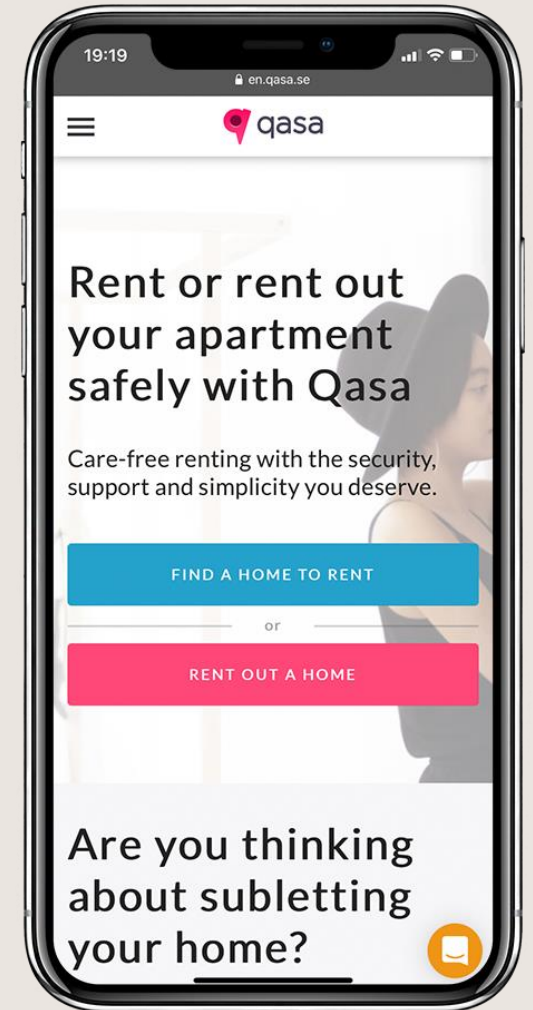 19:19
en.qasa.se
qasa
Rent or rent out
your apartment
safely with Qasa
Care-free renting with the security,
support and simplicity you deserve.
FIND A HOME TO RENT
or
RENT OUT A HOME
Are you thinking
about subletting
your home?